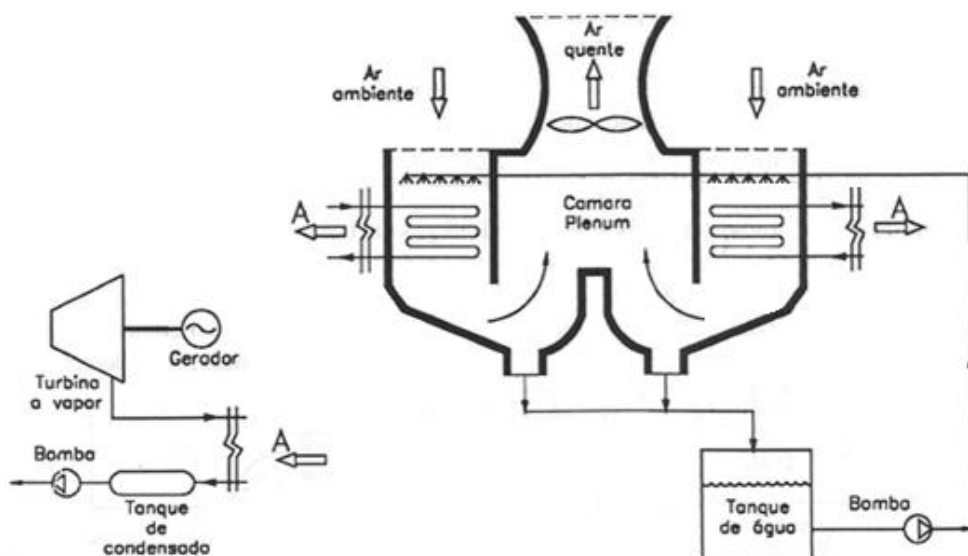 Ar
quente
Ar
ambiente
Ar
ambiente
A
Camara
Plenum
A
Gerador
Turbina
a vapor
A
Bomba
Tanque
de
condensado
Tanque
de água
Bomba